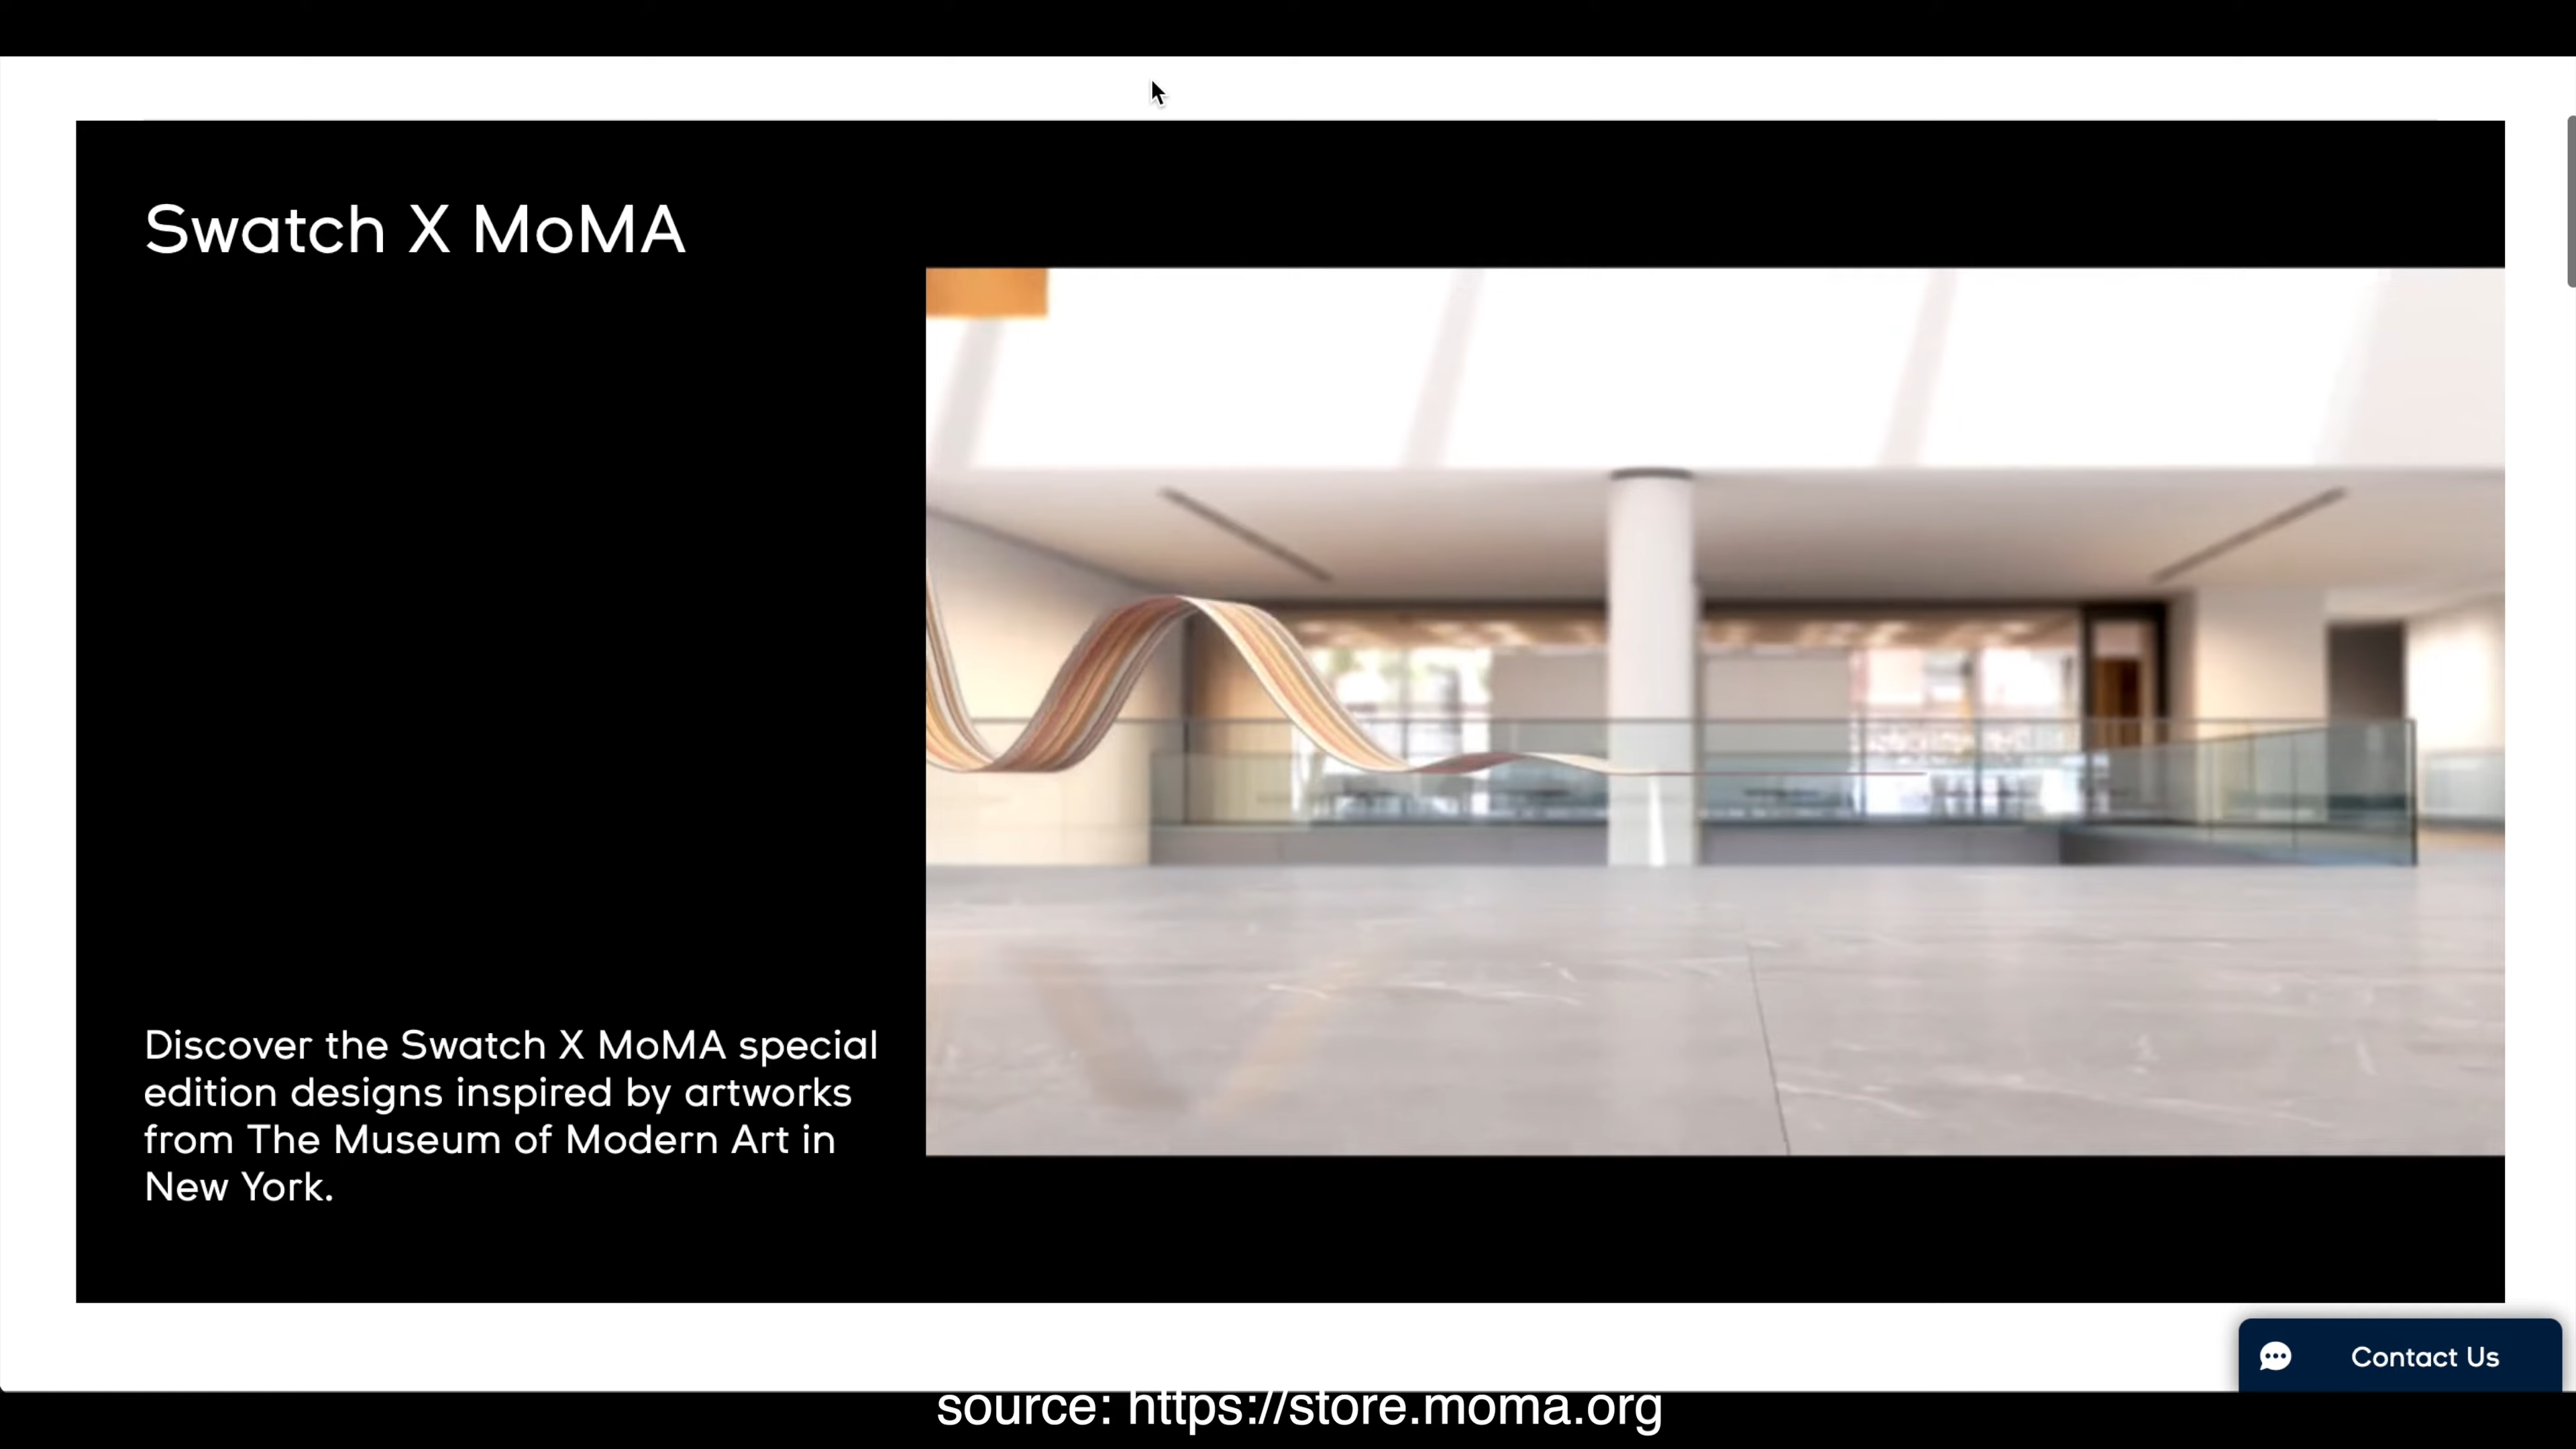 Swatch X MoMA
Discover the Swatch X MoMA special
edition designs inspired by artworks
from The Museum of Modern Art in
New York.
Contact Us
source: https://store.moma.org